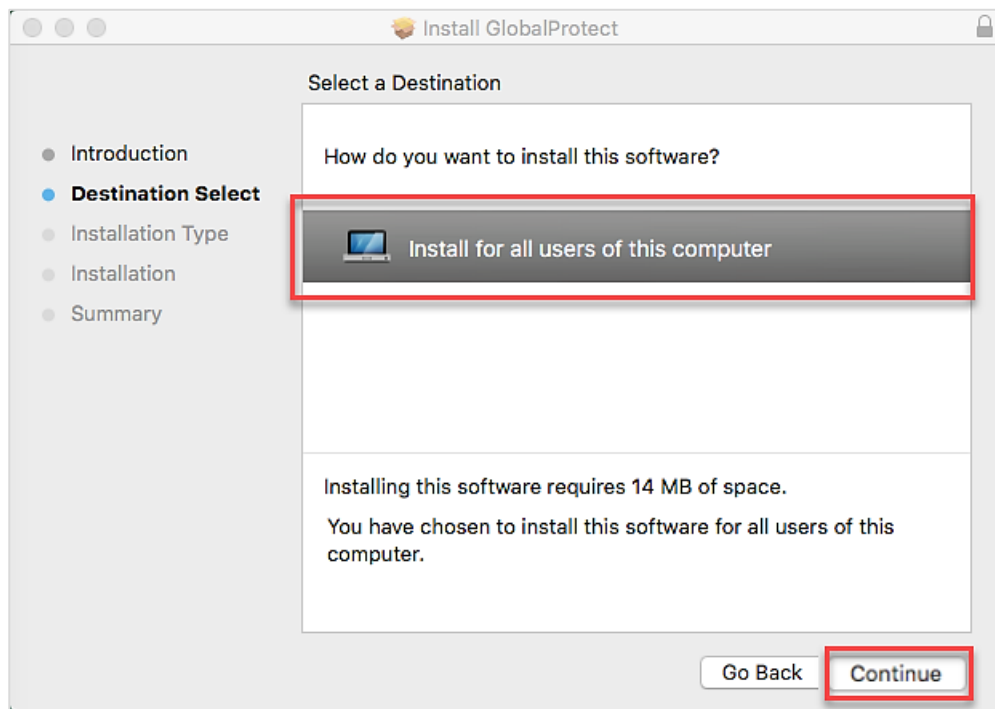 Install GlobalProtect
Select a Destination
Introduction
Destination Select
Installation Type
Installation
Summary
How do you want to install this software?
Install for all users of this computer
Installing this software requires 14 MB of space.
You have chosen to install this software for all users of this
computer.
Go Back
Continue